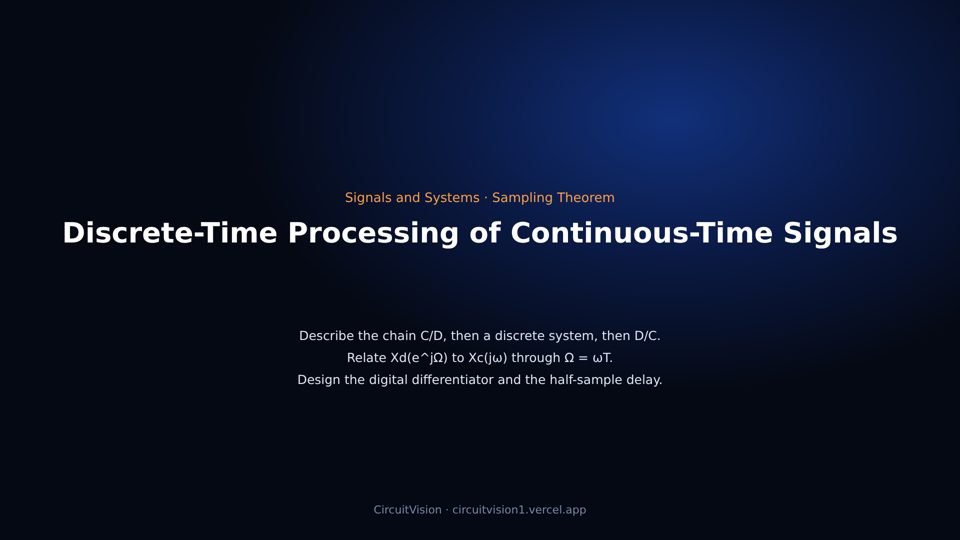 Signals and Systems · Sampling Theorem
Discrete-Time Processing of Continuous-Time Signals
Describe the chain C/D, then a discrete system, then D/C.
Relate Xd(e^jΩ) to Xc(jω) through Ω = ωT.
Design the digital differentiator and the half-sample delay.
CircuitVision · circuitvision1.vercel.app